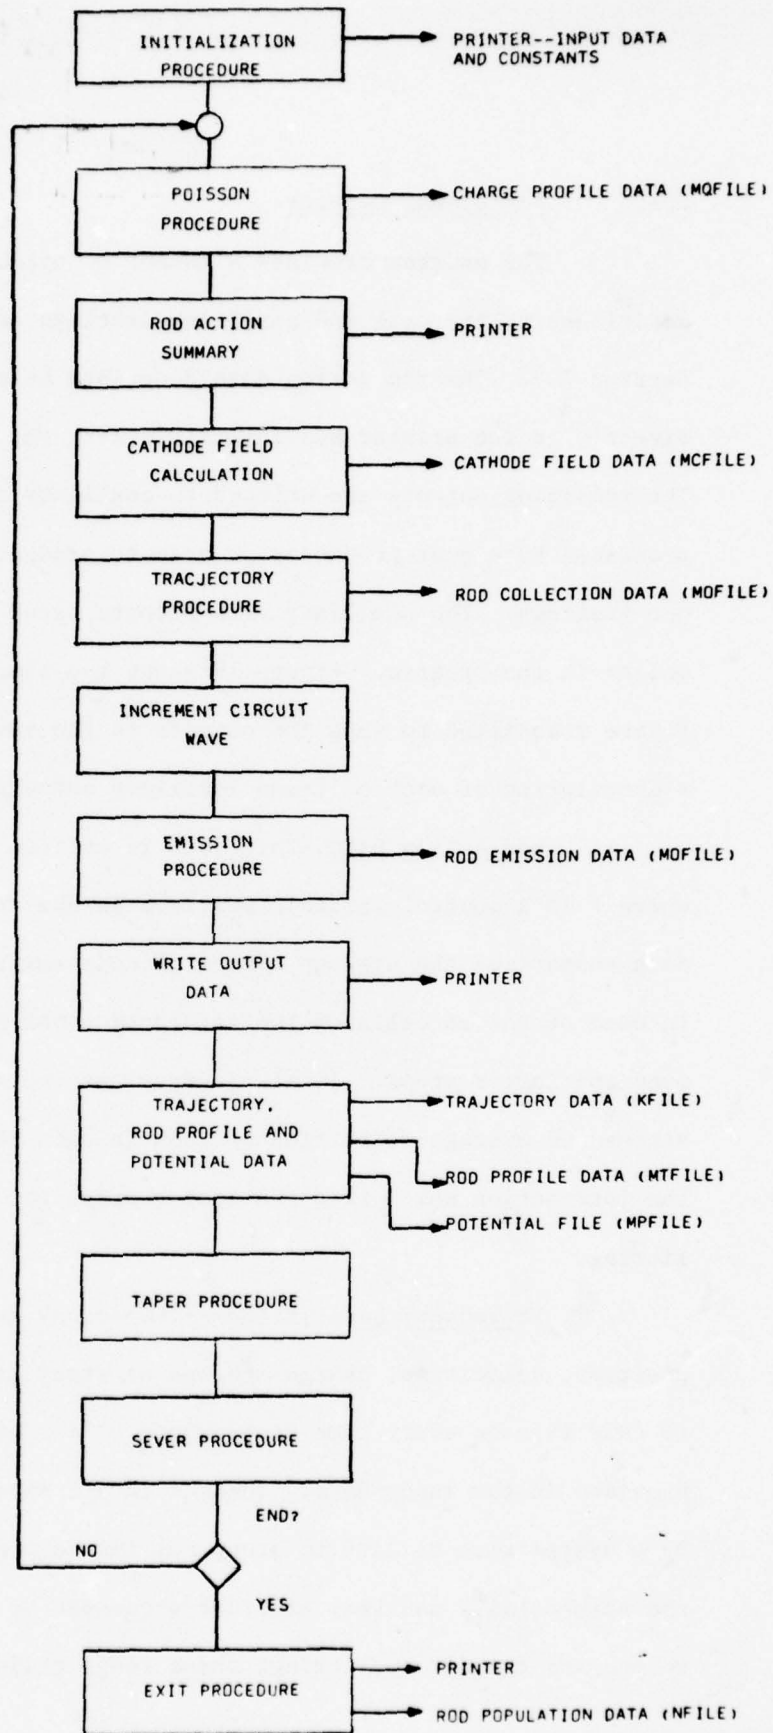 INITIALIZATION
PROCEDURE
PRINTER--INPUT DATA
AND CONSTANTS
POISSON
PROCEDURE
CHARGE PROFILE DATA (MQFILE)
ROD ACTION
SUMMARY
PRINTER
CATHODE FIELD
CALCULATION
CATHODE FIELD DATA (MCFILE)
TRACJECTORY
PROCEDURE
ROD COLLECTION DATA (MOFILE)
INCREMENT CIRCUIT
WAVE
EMISSION
PROCEDURE
ROD EMISSION DATA (MOFILE)
WRITE OUTPUT
DATA
PRINTER
TRAJECTORY,
ROD PROFILE AND
POTENTIAL DATA
TRAJECTORY DATA (KFILE)
ROD PROFILE DATA (MTFILE)
POTENTIAL FILE (MPFILE)
TAPER PROCEDURE
SEVER PROCEDURE
END?
NO
YES
EXIT PROCEDURE
PRINTER
ROD POPULATION DATA (NFILE)